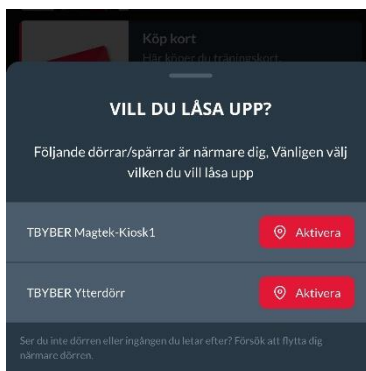 Köp kort
Här köper du träningskort
VILL DU LÅSA UPP?
Följande dörrar/spärrar är närmare dig, Vänligen välj
vilken du vill låsa upp
TBYBER Magtek-Kiosk1
Aktivera
TBYBER Ytterdörr
Aktivera
Ser du inte dörren eller ingången du letar efter? Försök att flytta dig
närmare dörren.